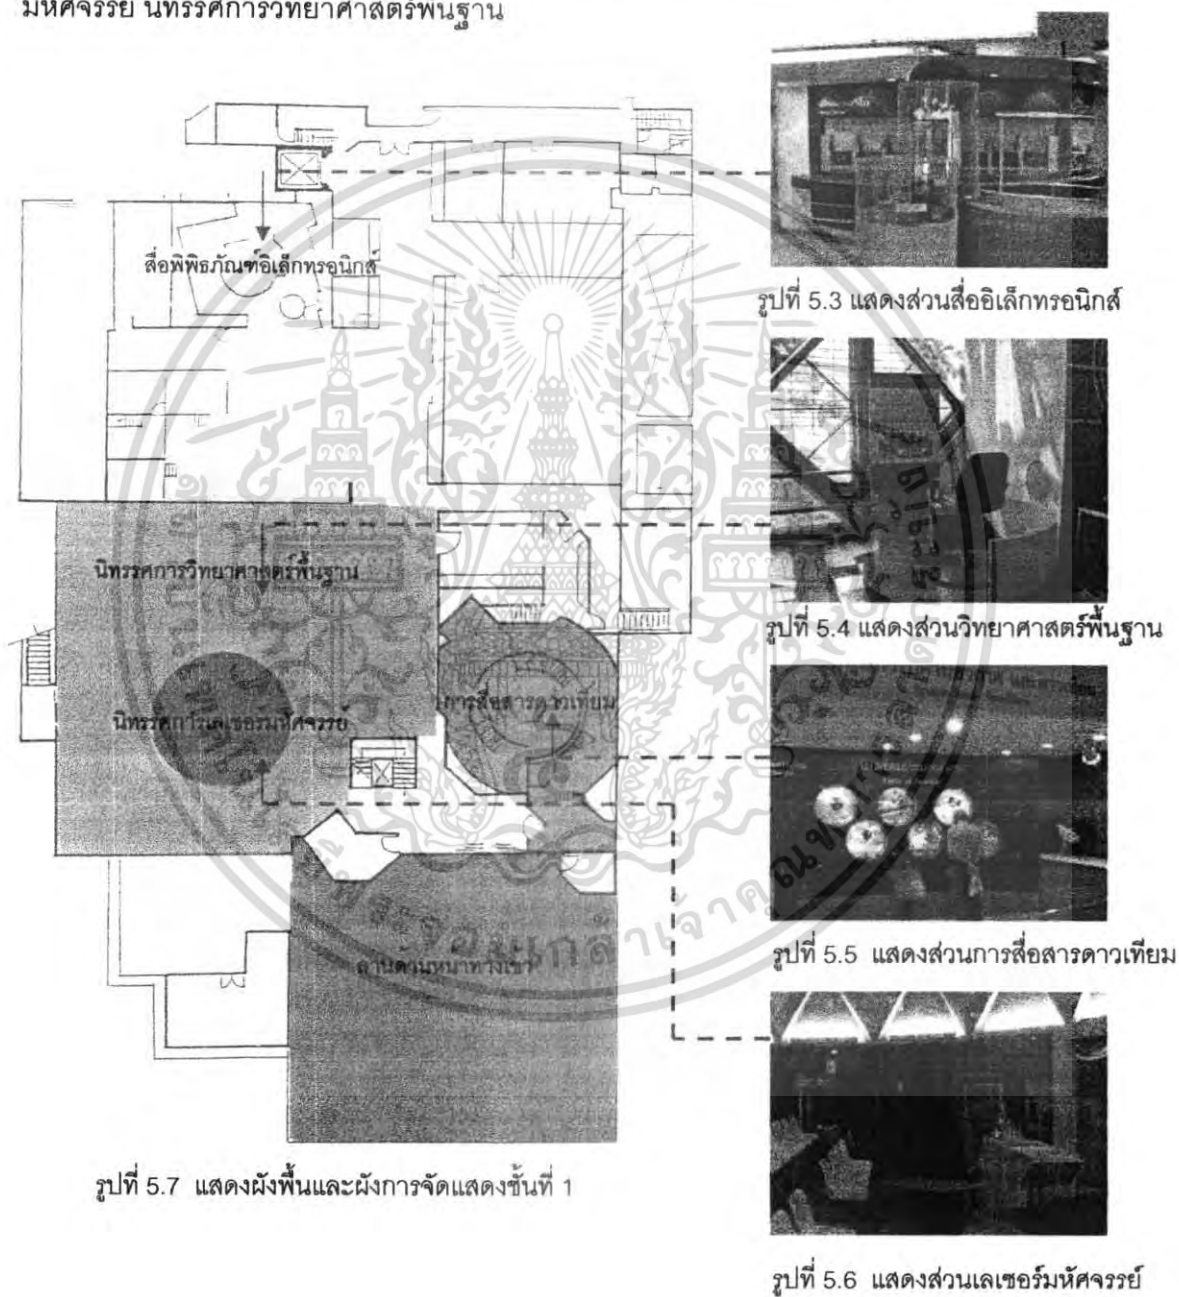 มหัศจรรย์ นิทรรศการวิทยาศาสตร์พื้นฐาน
สื่อพิพิธภัณฑ์อิเล็กทรอนิกส์
รูปที่ 5.3 แสดงส่วนสื่ออิเล็กทรอนิกส์
นิทรรศการวิทยาศาสตร์พื้นฐาน
รูปที่ 5.4 แสดงส่วนวิทยาศาสตร์พื้นฐาน
นิทรรศการเลเซอร์มหัศจรรย์
การสื่อสารดาวเทียม
รูปที่ 5.5 แสดงส่วนการสื่อสารดาวเทียม
ลานด้านหน้าทางเข้า
รูปที่ 5.7 แสดงผังพื้นและผังการจัดแสดงชั้นที่ 1
รูปที่ 5.6 แสดงส่วนเลเซอร์มหัศจรรย์